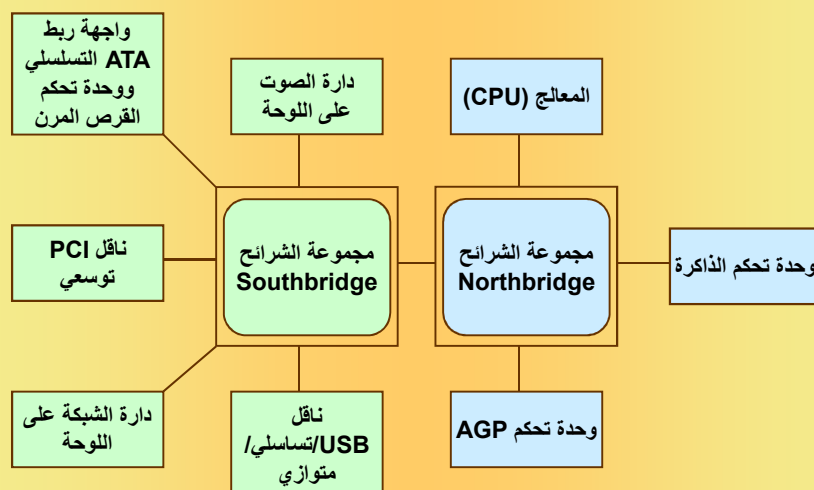 واجهة ربط
ATA التسلسلي
ووحدة تحكم
القرص المرن
دارة الصوت
على اللوحة
المعالج (CPU)
ناقل PCI
توسعي
مجموعة الشرائح
Southbridge
مجموعة الشرائح
Northbridge
وحدة تحكم الذاكرة
دارة الشبكة على
اللوحة
ناقل
USB/تساسلي/
متوازي
وحدة تحكم AGP